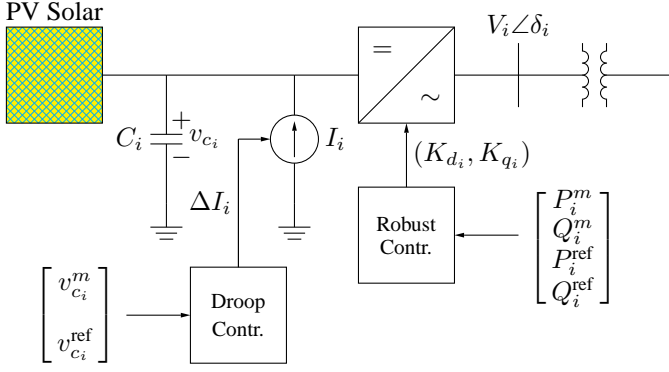 PV Solar
V_i∠δ_i
=
~
C_i
+
−
v_{c_i}
I_i
(K_{d_i}, K_{q_i})
ΔI_i
Robust
Contr.
P_i^m
Q_i^m
P_i^{ref}
Q_i^{ref}
v_{c_i}^m
v_{c_i}^{ref}
Droop
Contr.